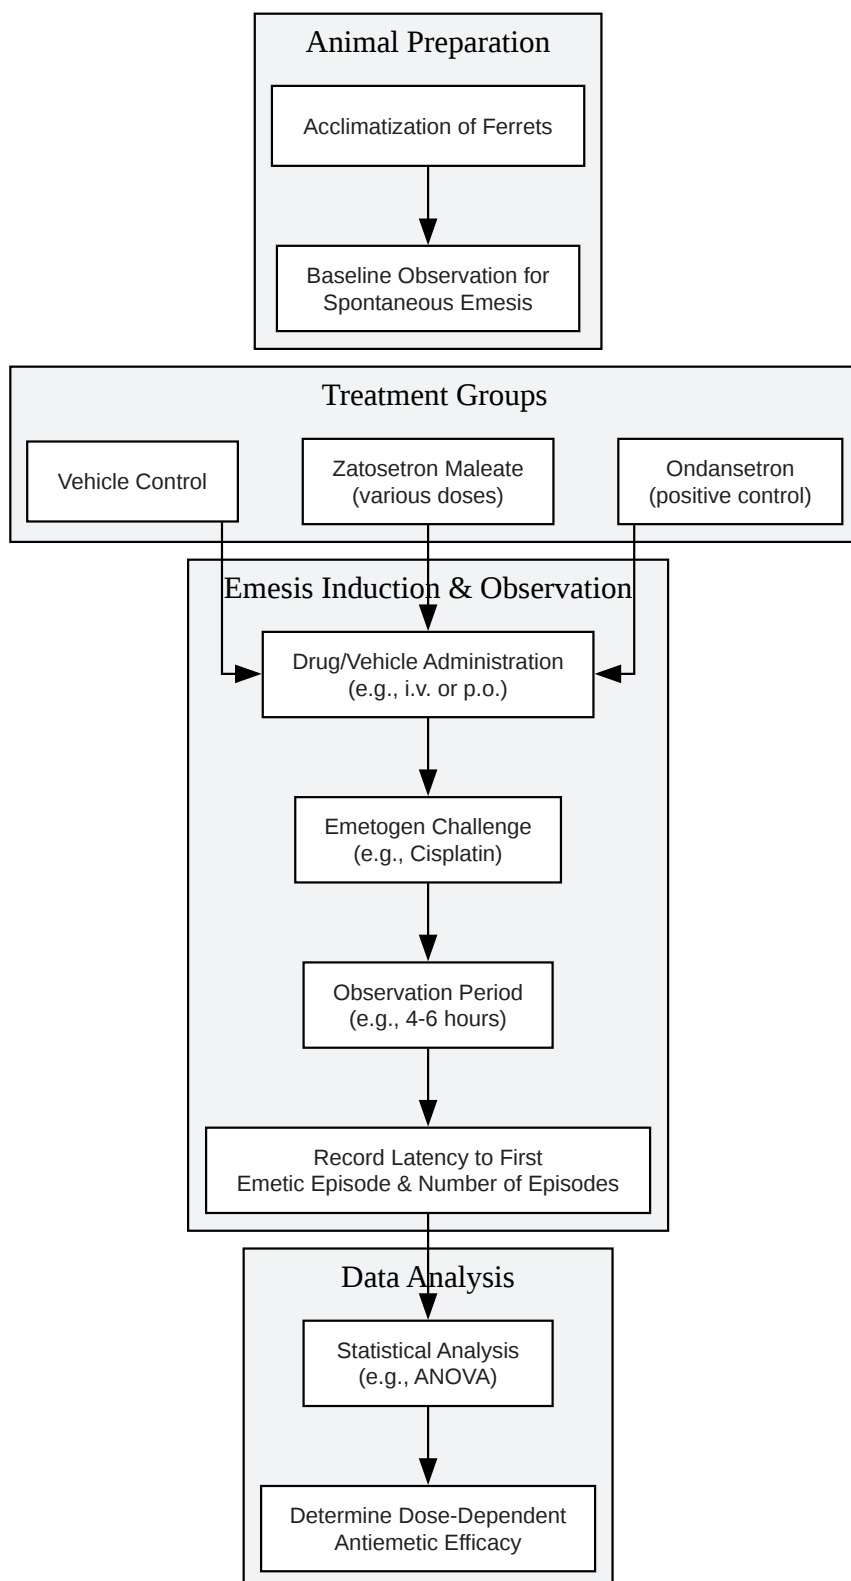 Animal Preparation
Acclimatization of Ferrets
Baseline Observation for
Spontaneous Emesis
Treatment Groups
Vehicle Control
Zatosetron Maleate
(various doses)
Ondansetron
(positive control)
Emesis Induction & Observation
Drug/Vehicle Administration
(e.g., i.v. or p.o.)
Emetogen Challenge
(e.g., Cisplatin)
Observation Period
(e.g., 4-6 hours)
Record Latency to First
Emetic Episode & Number of Episodes
Data Analysis
Statistical Analysis
(e.g., ANOVA)
Determine Dose-Dependent
Antiemetic Efficacy